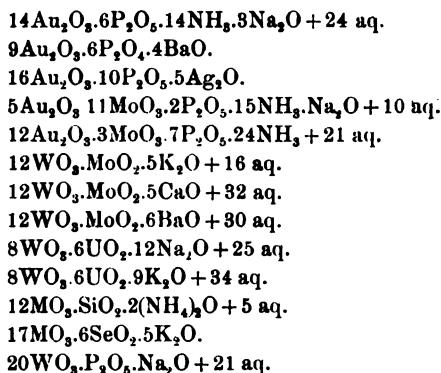 14Au₂O₃.6P₂O₅.14NH₃.3Na₂O + 24 aq.
9Au₂O₃.6P₂O₄.4BaO.
16Au₂O₃.10P₂O₅.5Ag₂O.
5Au₂O₃ 11MoO₃.2P₂O₅.15NH₃.Na₂O + 10 aq.
12Au₂O₃.3MoO₃.7P₂O₅.24NH₃ + 21 aq.
12WO₃.MoO₂.5K₂O + 16 aq.
12WO₃.MoO₂.5CaO + 32 aq.
12WO₃.MoO₂.6BaO + 30 aq.
8WO₃.6UO₂.12Na₂O + 25 aq.
8WO₃.6UO₂.9K₂O + 34 aq.
12MO₃.SiO₂.2(NH₄)₂O + 5 aq.
17MO₃.6SeO₂.5K₂O.
20WO₃.P₂O₅.Na₂O + 21 aq.